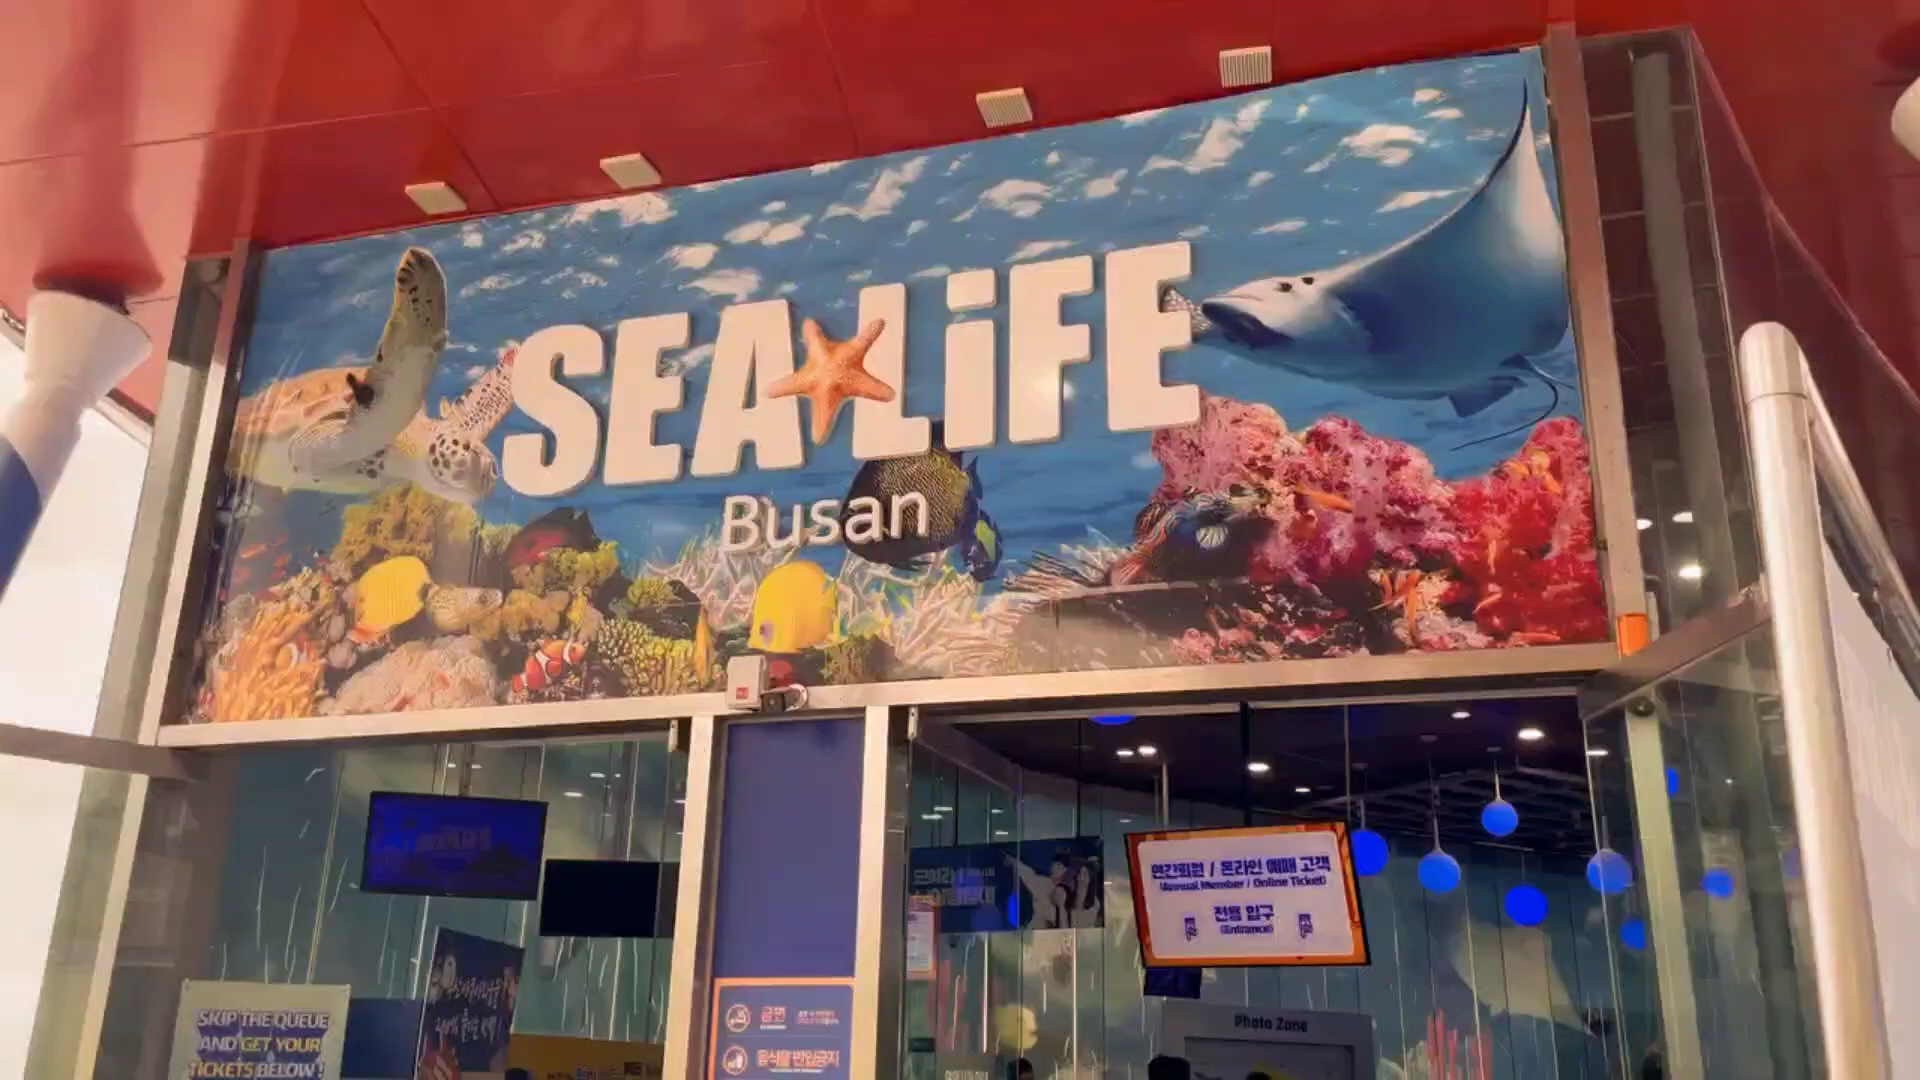 SEA LiFE
Busan
연간회원 / 온라인 예매 고객
(Annual Member / Online Ticket)
전용 입구
(Entrance)
SKIP THE QUEUE
AND GET YOUR
TICKETS BELOW!
금연
음식물 반입금지
Photo Zone